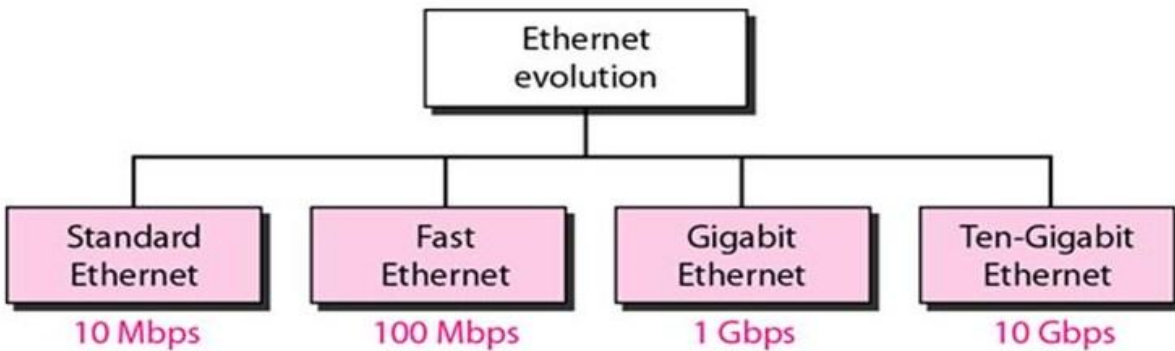 Ethernet
evolution
Standard
Ethernet
Fast
Ethernet
Gigabit
Ethernet
Ten-Gigabit
Ethernet
10 Mbps
100 Mbps
1 Gbps
10 Gbps